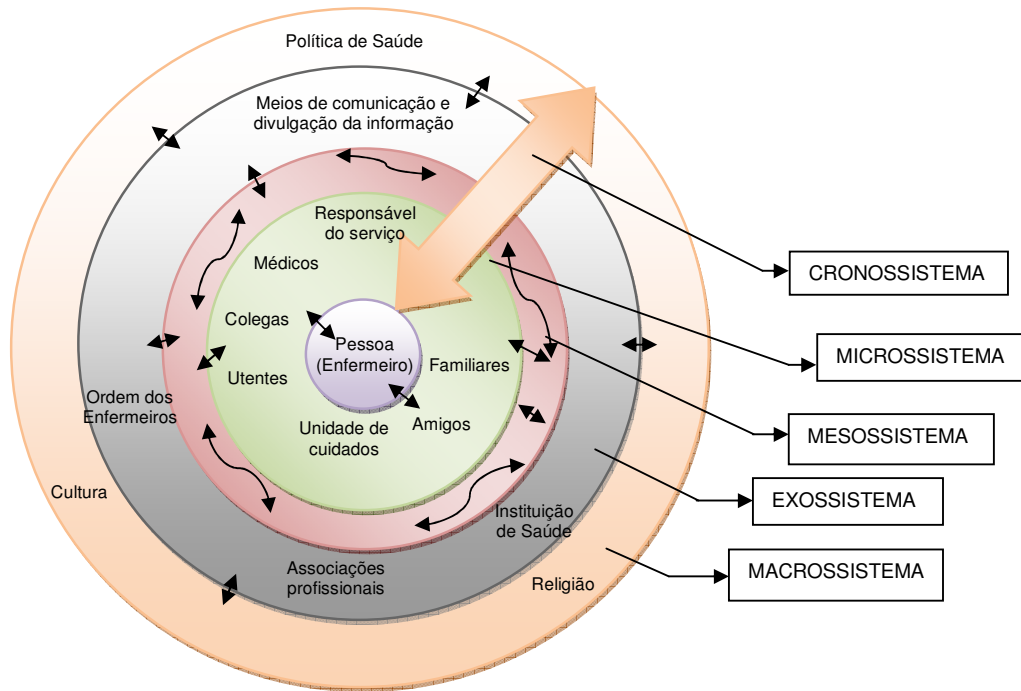 Política de Saúde
Meios de comunicação e
divulgação da informação
Responsável
do serviço
Médicos
Colegas
Pessoa
(Enfermeiro)
Familiares
Utentes
Amigos
Unidade de
cuidados
Ordem dos
Enfermeiros
Cultura
Instituição
de Saúde
Associações
profissionais
Religião
CRONOSSISTEMA
MICROSSISTEMA
MESOSSISTEMA
EXOSSISTEMA
MACROSSISTEMA